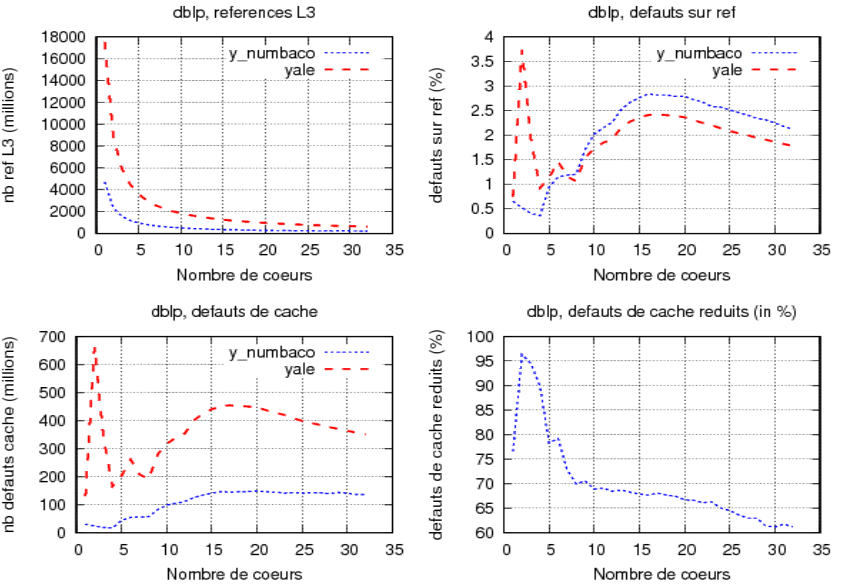 dblp, references L3
nb ref L3 (millions)
18000
16000
14000
12000
10000
8000
6000
4000
2000
0
y_numbaco
yale
0 5 10 15 20 25 30 35
Nombre de coeurs
dblp, defauts sur ref
defauts sur ref (%)
4
3.5
3
2.5
2
1.5
1
0.5
0
y_numbaco
yale
0 5 10 15 20 25 30 35
Nombre de coeurs
dblp, defauts de cache
nb defauts cache (millions)
700
600
500
400
300
200
100
0
y_numbaco
yale
0 5 10 15 20 25 30 35
Nombre de coeurs
dblp, defauts de cache reduits (in %)
defauts de cache reduits (%)
100
95
90
85
80
75
70
65
60
0 5 10 15 20 25 30 35
Nombre de coeurs